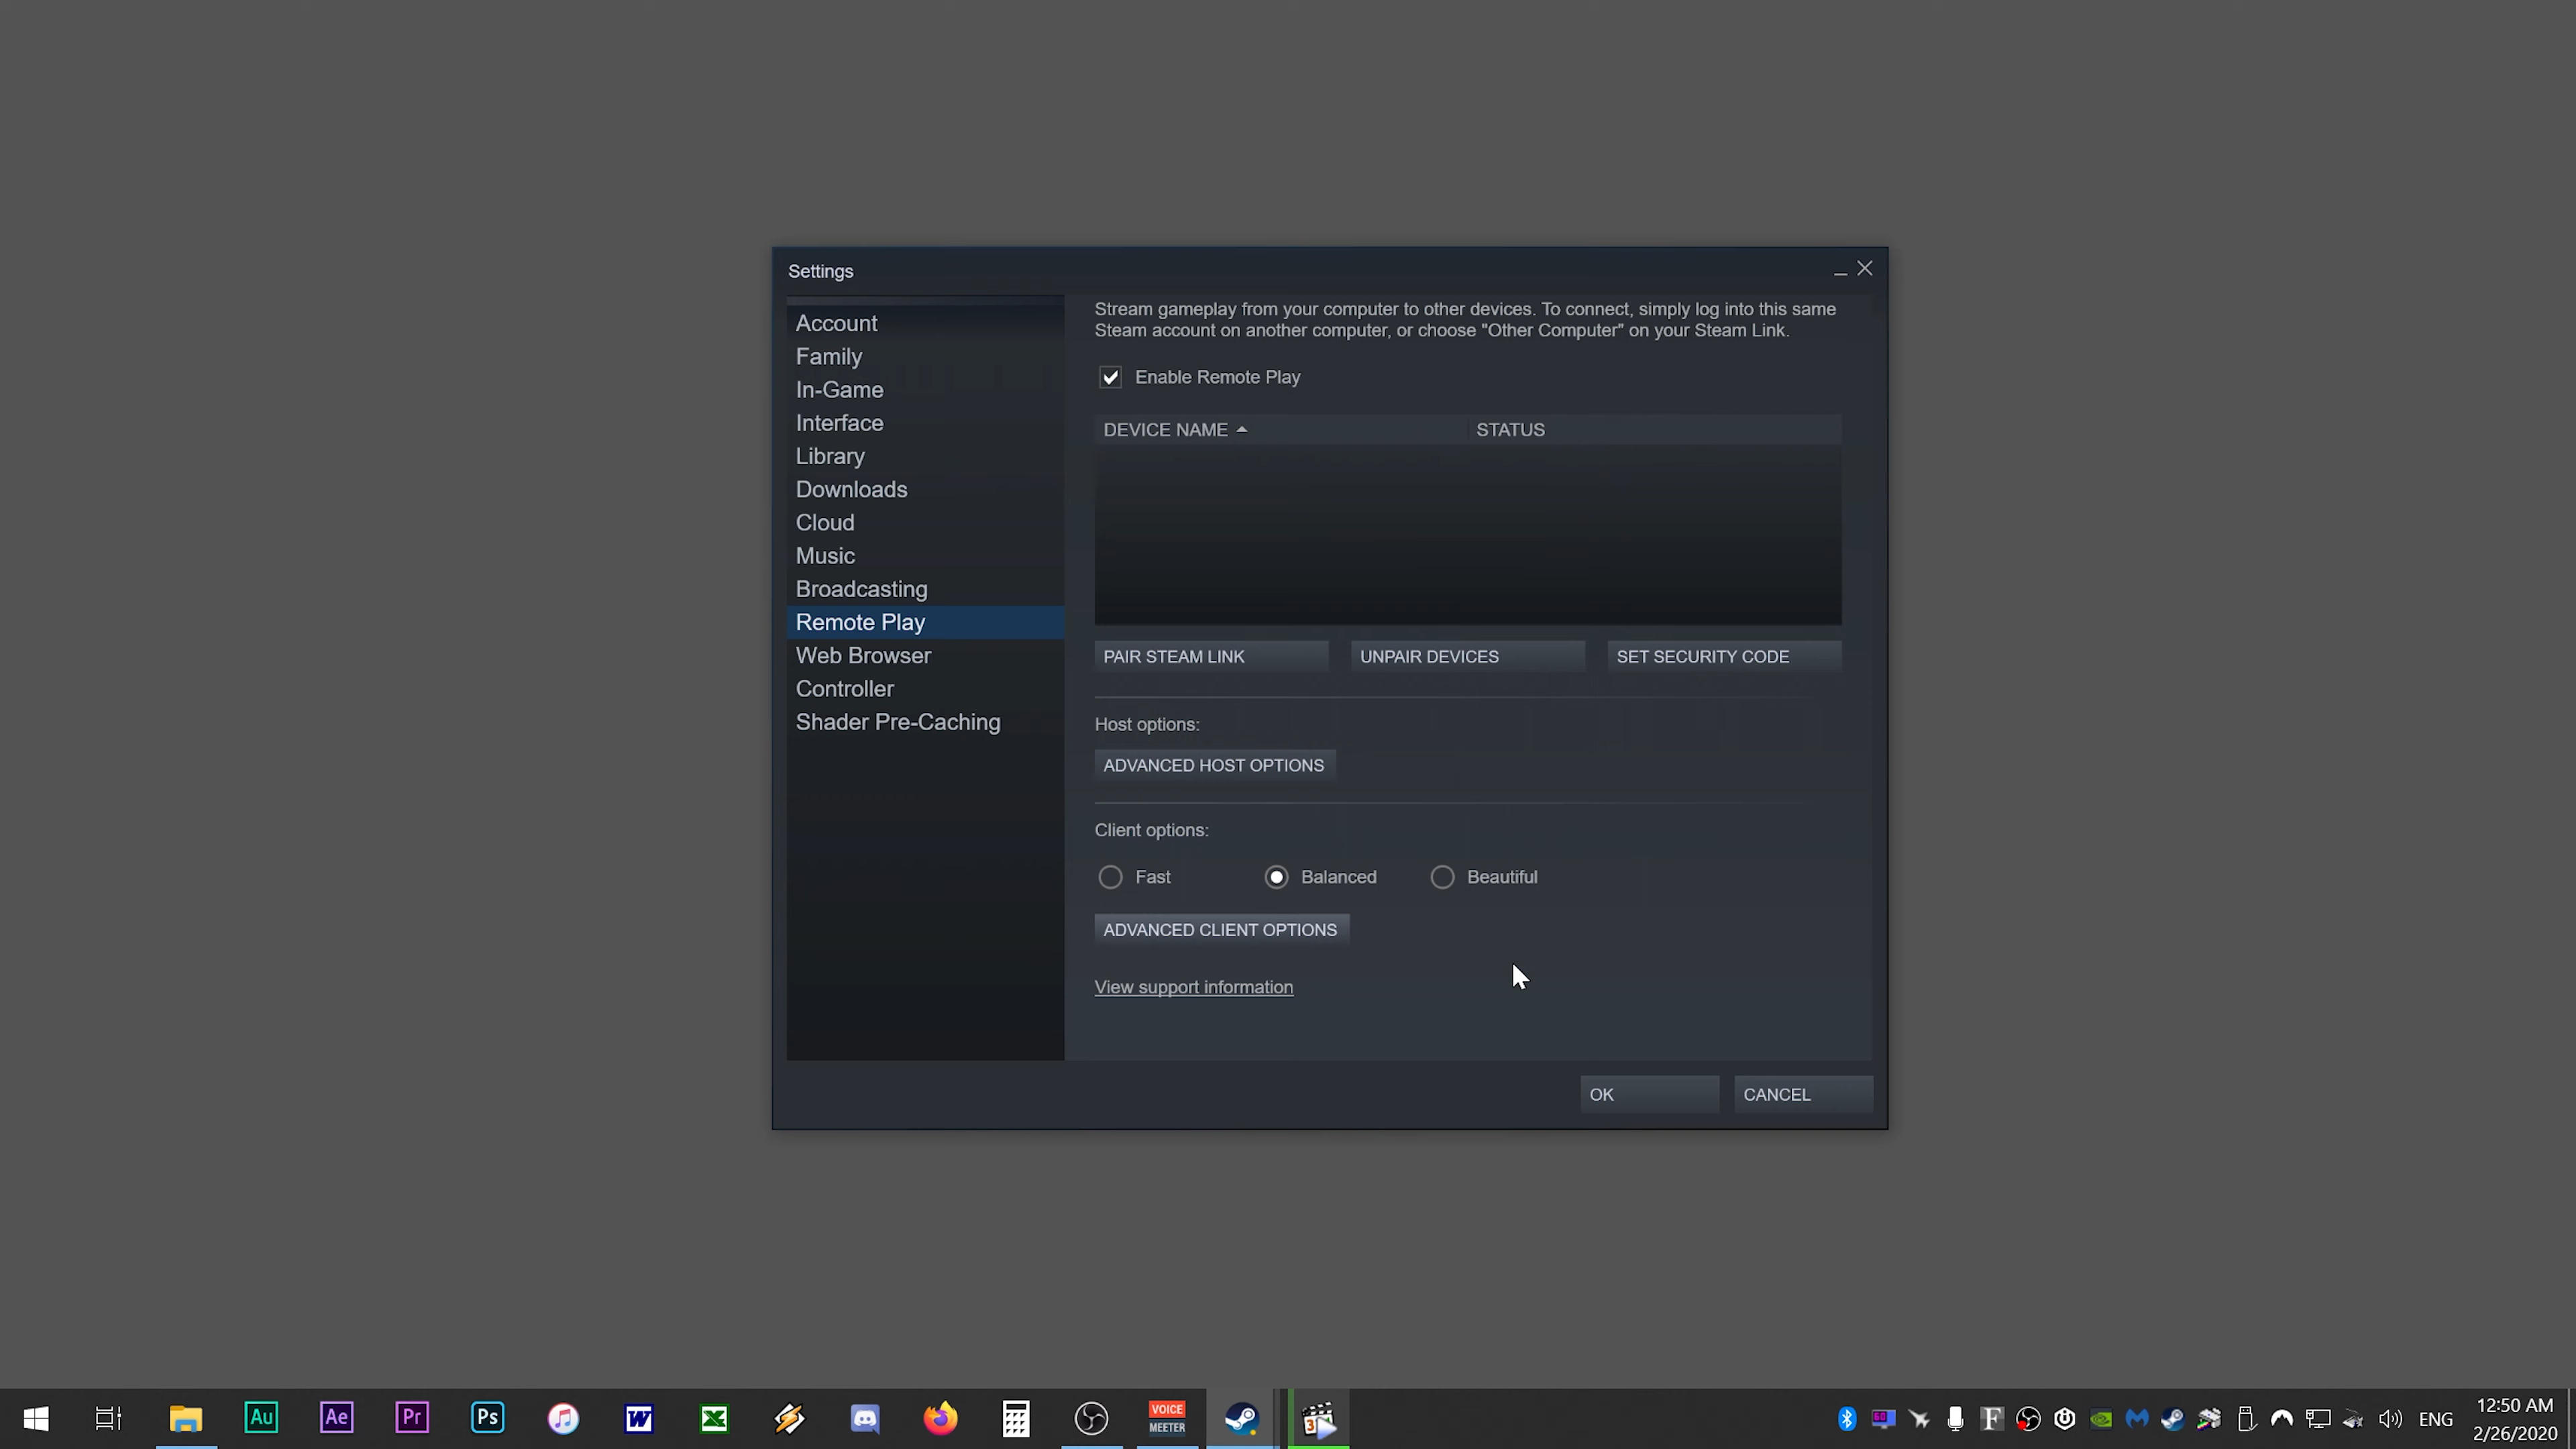 Settings
Account
Family
In-Game
Interface
Library
Downloads
Cloud
Music
Broadcasting
Remote Play
Web Browser
Controller
Shader Pre-Caching
Stream gameplay from your computer to other devices. To connect, simply log into this same
Steam account on another computer, or choose "Other Computer" on your Steam Link.
Enable Remote Play
DEVICE NAME STATUS
PAIR STEAM LINK UNPAIR DEVICES SET SECURITY CODE
Host options:
ADVANCED HOST OPTIONS
Client options:
Fast Balanced Beautiful
ADVANCED CLIENT OPTIONS
View support information
OK CANCEL
Au Ae Pr Ps W X VOICE
MEETER
3
60 F ENG
12:50 AM
2/26/2020